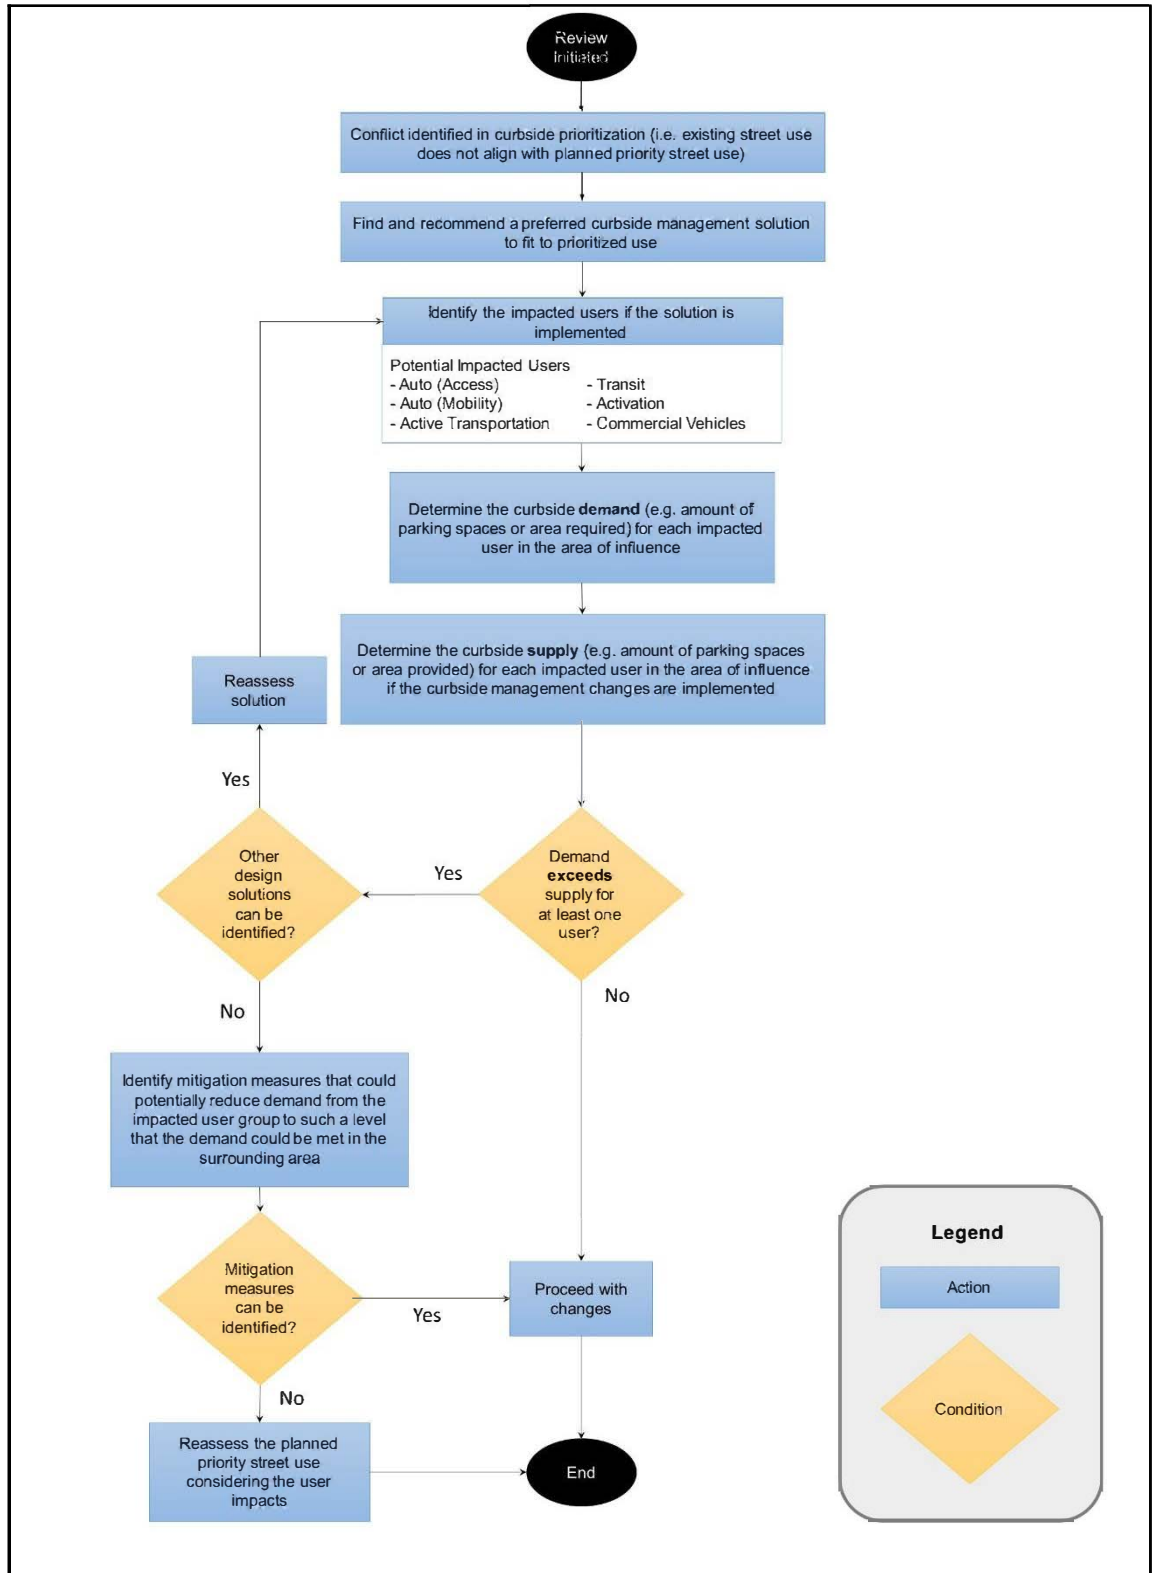 Review
initiated
Conflict identified in curbside prioritization (i.e. existing street use
does not align with planned priority street use)
Find and recommend a preferred curbside management solution
to fit to prioritized use
Identify the impacted users if the solution is
implemented
Potential Impacted Users
- Auto (Access)
- Auto (Mobility)
- Active Transportation
- Transit
- Activation
- Commercial Vehicles
Determine the curbside demand (e.g. amount of
parking spaces or area required) for each impacted
user in the area of influence
Determine the curbside supply (e.g. amount of parking spaces
or area provided) for each impacted user in the area of influence
if the curbside management changes are implemented
Reassess
solution
Yes
Other
design
solutions
can be
identified?
Yes
Demand
exceeds
supply for
at least one
user?
No
No
Identify mitigation measures that could
potentially reduce demand from the
impacted user group to such a level
that the demand could be met in the
surrounding area
Mitigation
measures
can be
identified?
Yes
Proceed with
changes
No
Reassess the planned
priority street use
considering the user
impacts
End
Legend
Action
Condition